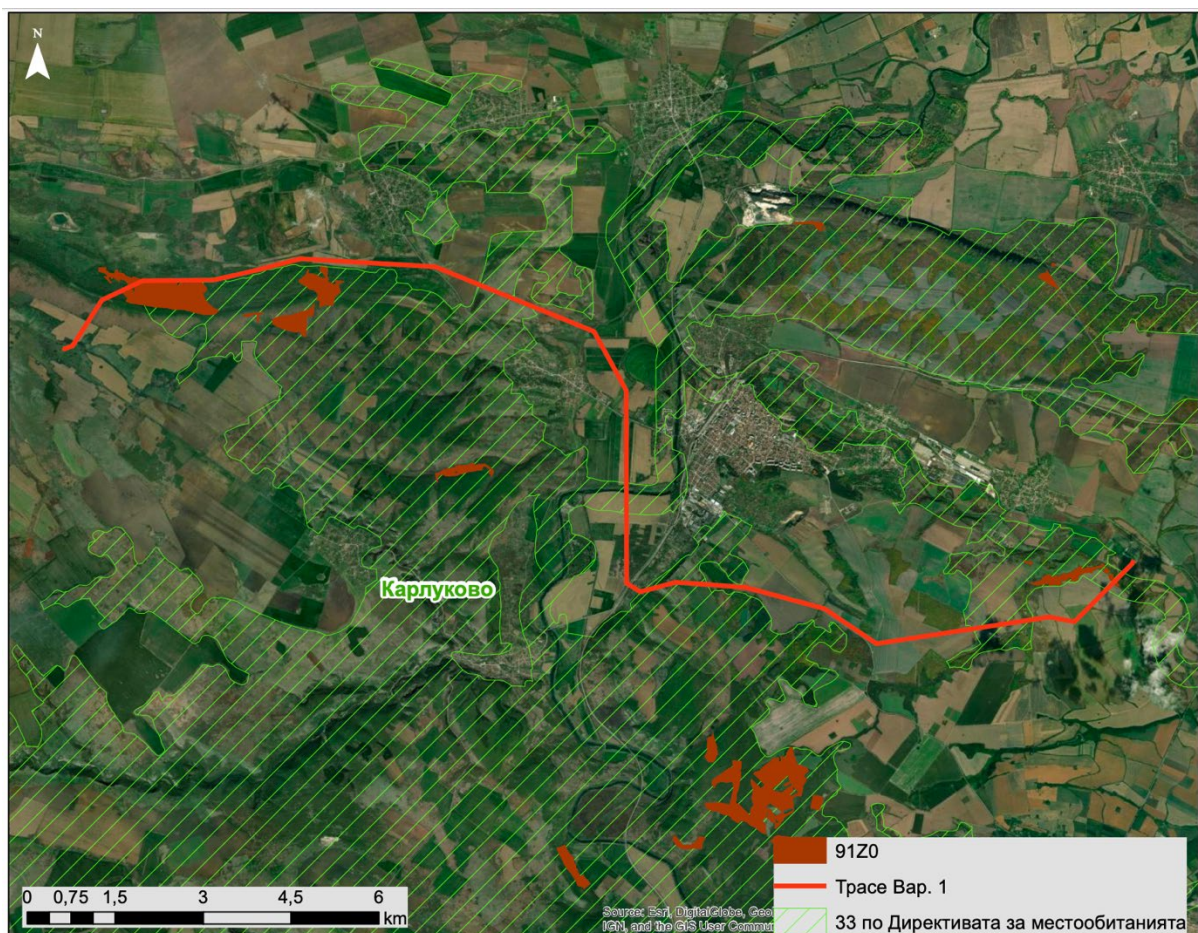 N
Карлуково
91Z0
Трасе Вар. 1
33 по Директивата за местообитанията
0 0,75 1,5 3 4,5 6
km
Source: Esri, DigitalGlobe, Geo
IGN, and the GIS User Commu